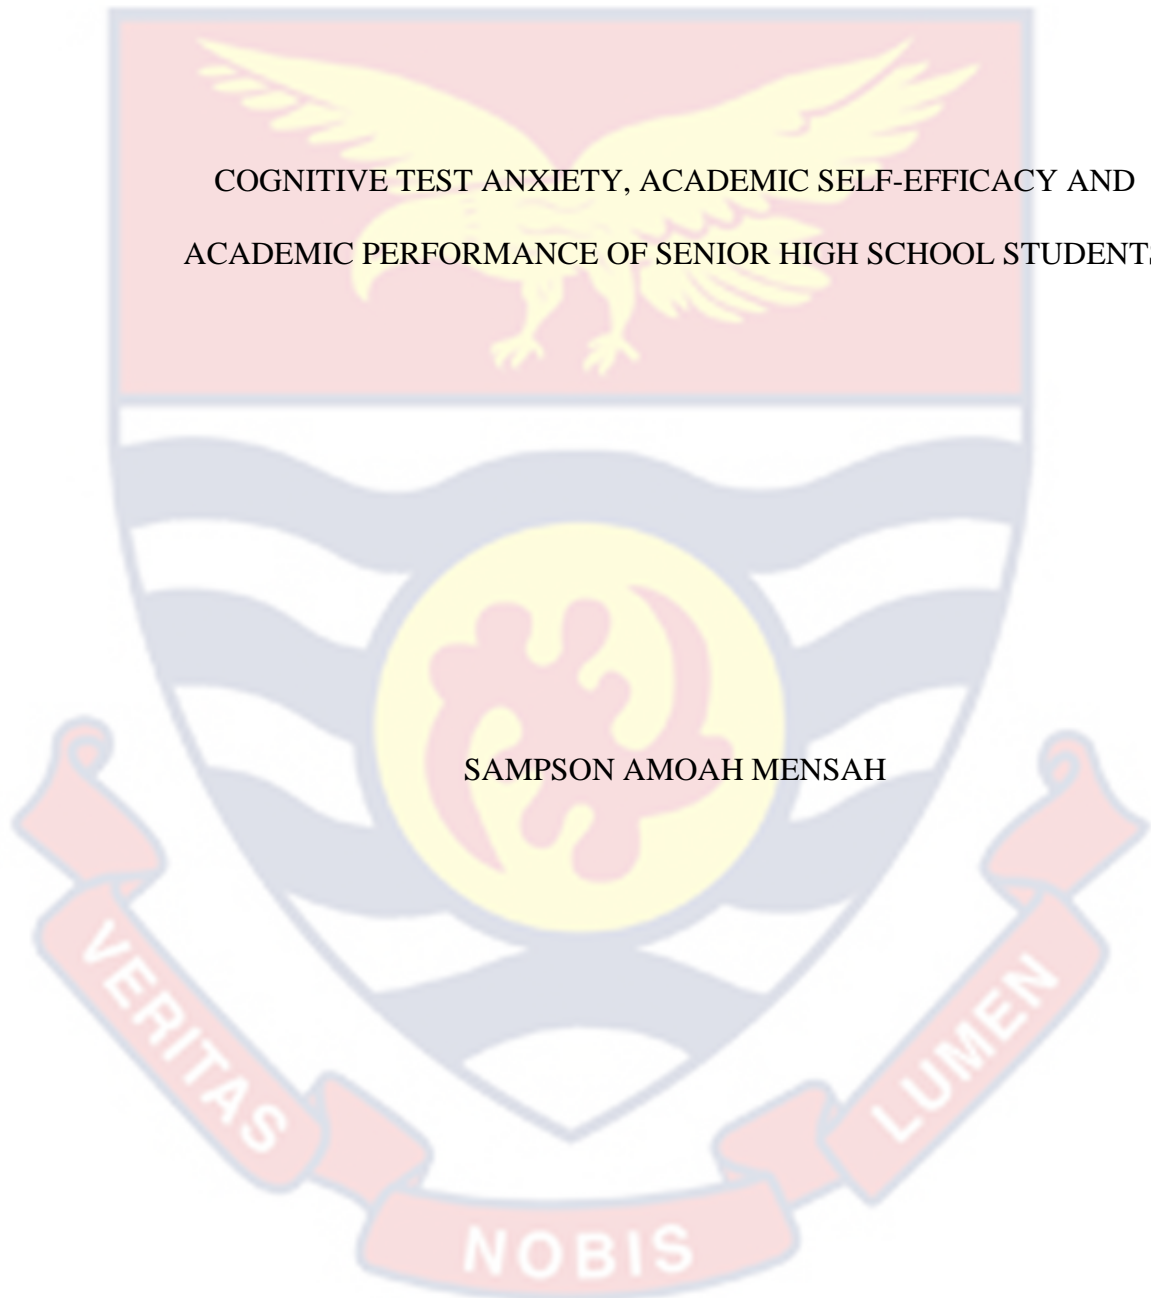 COGNITIVE TEST ANXIETY, ACADEMIC SELF-EFFICACY AND
ACADEMIC PERFORMANCE OF SENIOR HIGH SCHOOL STUDENTS
SAMPSON AMOAH MENSAH
VERITAS
NOBIS
LUMEN